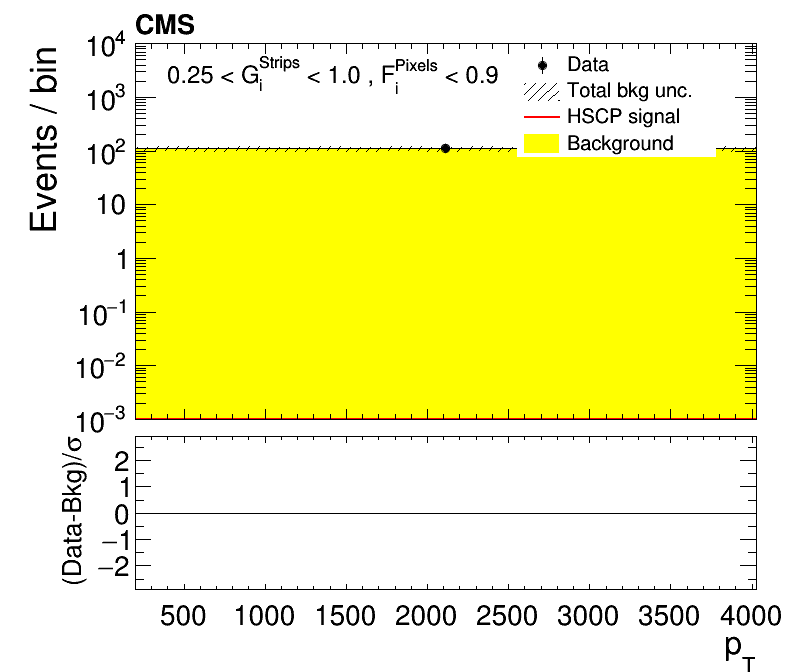 CMS
Events / bin
10^4
10^3
10^2
10
1
10^−1
10^−2
10^−3
0.25 < G_i^Strips < 1.0 , F_i^Pixels < 0.9
Data
Total bkg unc.
HSCP signal
Background
(Data-Bkg)/σ
2
1
0
−1
−2
500 1000 1500 2000 2500 3000 3500 4000
p_T